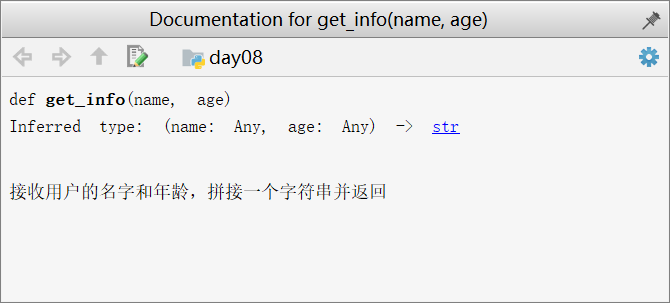 Documentation for get_info(name, age)
day08
def get_info(name, age)
Inferred type: (name: Any, age: Any) -> str
接收用户的名字和年龄，拼接一个字符串并返回